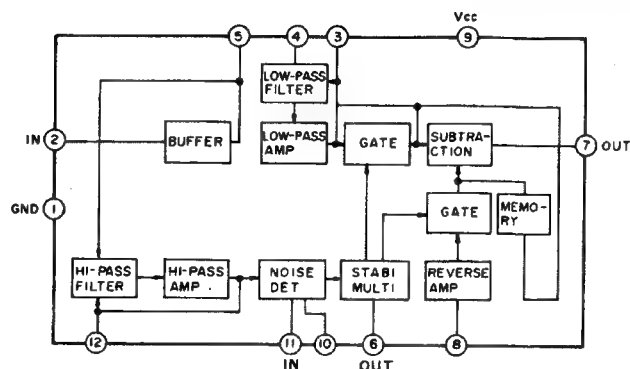 Vcc
5 4 3 9
LOW-PASS
FILTER
IN 2
BUFFER
LOW-PASS
AMP
GATE
SUBTRA-
CTION
7 OUT
GND 1
GATE
MEMO-
RY
HI-PASS
FILTER
HI-PASS
AMP.
NOISE
DET
STABI
MULTI
REVERSE
AMP
12 11 10 6 8
IN OUT